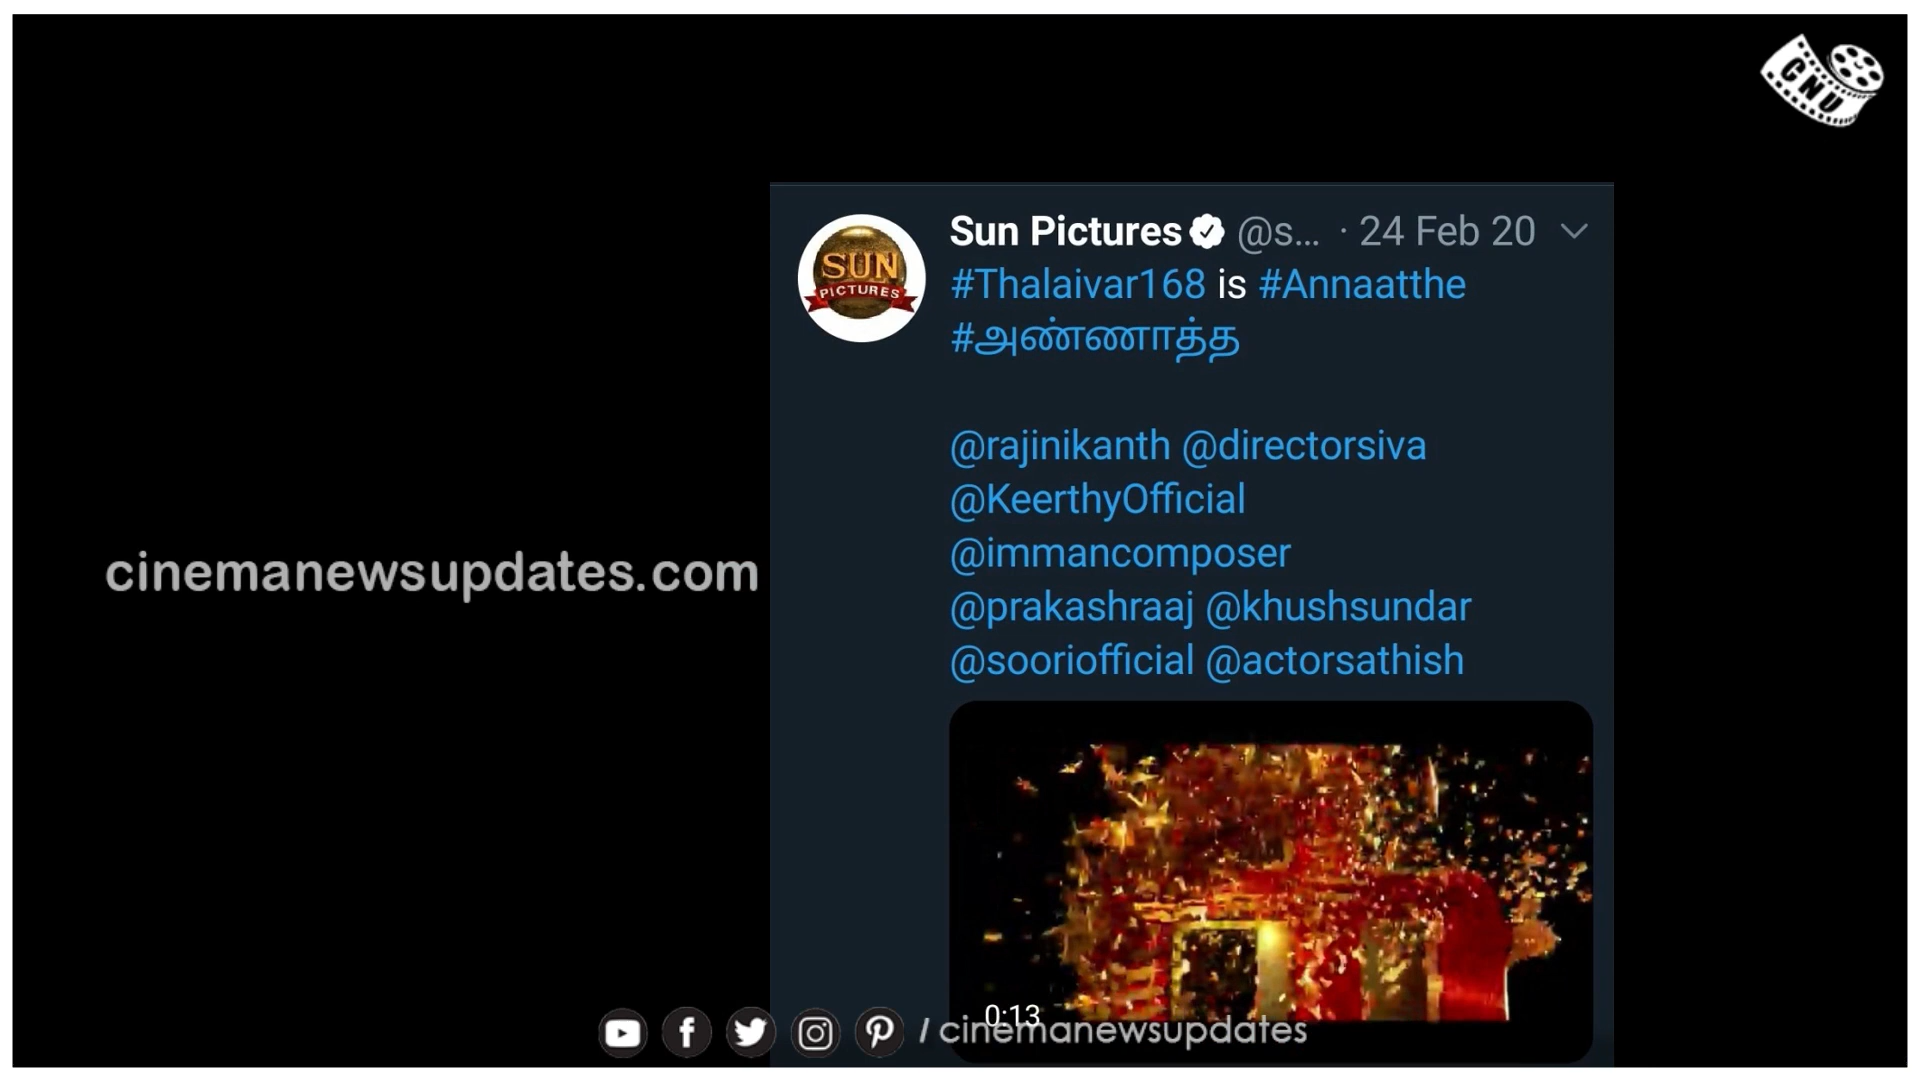 CNU
Sun Pictures @s... · 24 Feb 20
SUN
PICTURES
#Thalaivar168 is #Annaatthe
#அண்ணாத்த
@rajinikanth @directorsiva
@KeerthyOfficial
@immancomposer
@prakashraaj @khushsundar
@sooriofficial @actorsathish
cinemanewsupdates.com
0:13
/ cinemanewsupdates